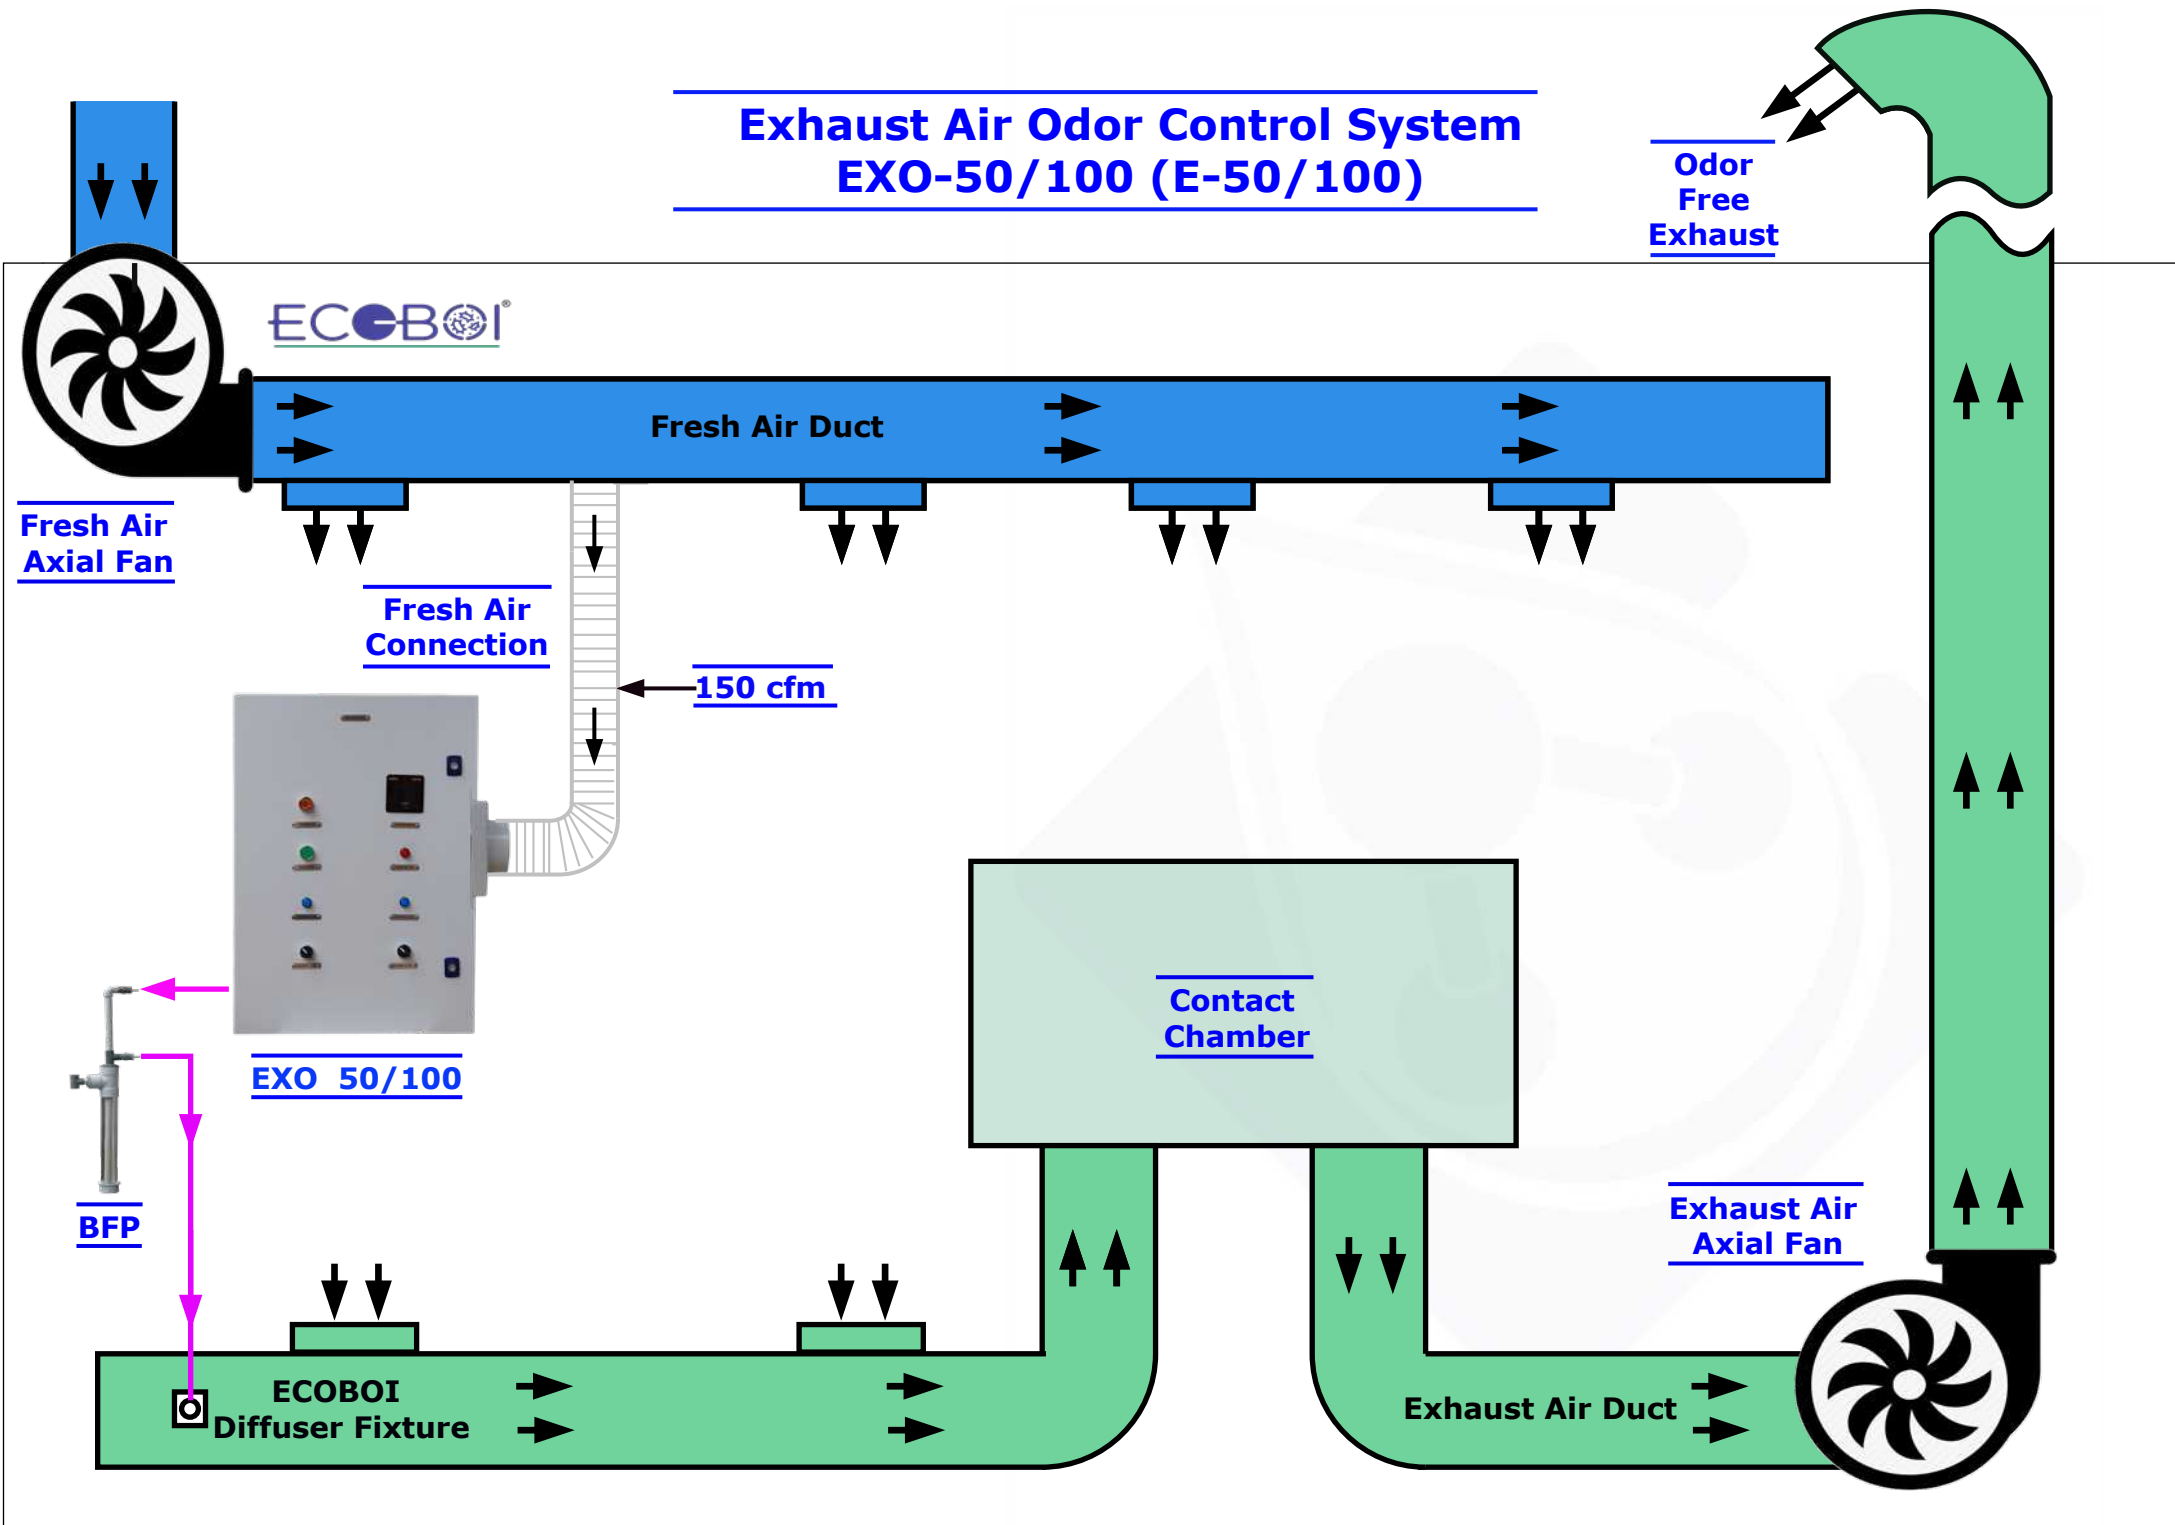 Exhaust Air Odor Control System
EXO-50/100 (E-50/100)
Odor
Free
Exhaust
ECOBOI®
Fresh Air Duct
Fresh Air
Axial Fan
Fresh Air
Connection
150 cfm
EXO 50/100
Contact
Chamber
BFP
Exhaust Air
Axial Fan
ECOBOI
Diffuser Fixture
Exhaust Air Duct